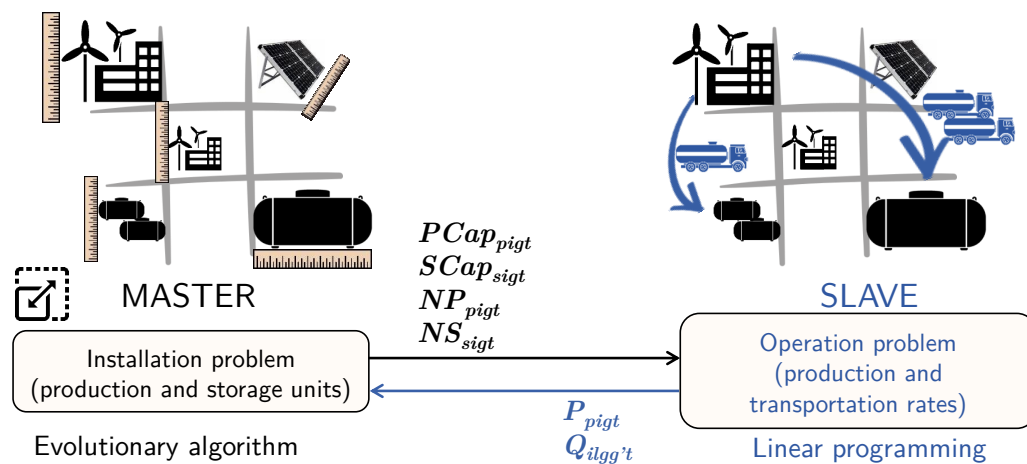 PCap_pigt
SCap_sigt
NP_pigt
NS_sigt
MASTER
SLAVE
Installation problem
(production and storage units)
Operation problem
(production and
transportation rates)
P_pigt
Q_ilgg't
Evolutionary algorithm
Linear programming